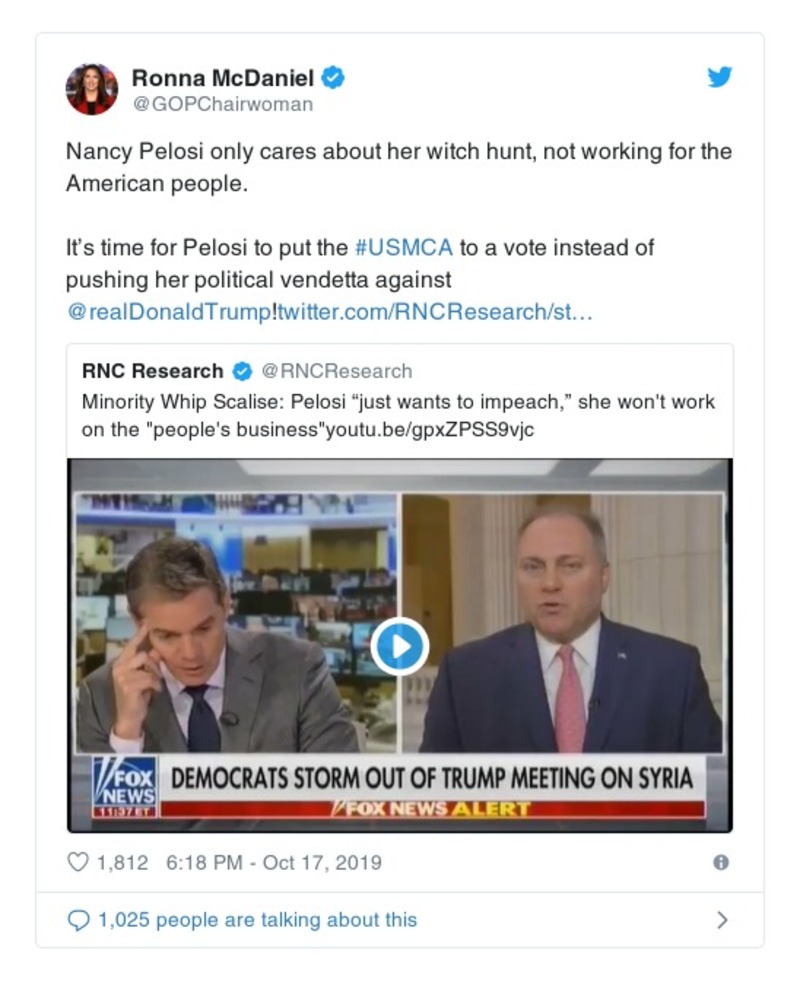 Ronna McDaniel
@GOPChairwoman
Nancy Pelosi only cares about her witch hunt, not working for the
American people.
It's time for Pelosi to put the #USMCA to a vote instead of
pushing her political vendetta against
@realDonaldTrump!twitter.com/RNCResearch/st…
RNC Research @RNCResearch
Minority Whip Scalise: Pelosi “just wants to impeach,” she won't work
on the "people's business"youtu.be/gpxZPSS9vjc
FOX
NEWS
11:37 ET
DEMOCRATS STORM OUT OF TRUMP MEETING ON SYRIA
FOX NEWS ALERT
1,812 6:18 PM - Oct 17, 2019
1,025 people are talking about this